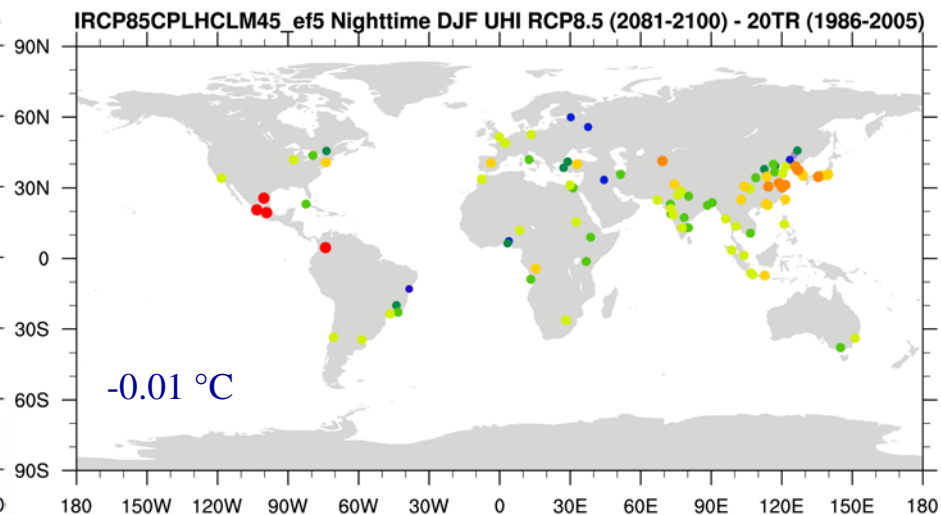 IRCP85CPLHCLM45_ef5 Nighttime DJF UHI RCP8.5 (2081-2100) - 20TR (1986-2005)
90N
60N
30N
0
30S
-0.01 °C
60S
90S
180 150W 120W 90W 60W 30W 0 30E 60E 90E 120E 150E 180